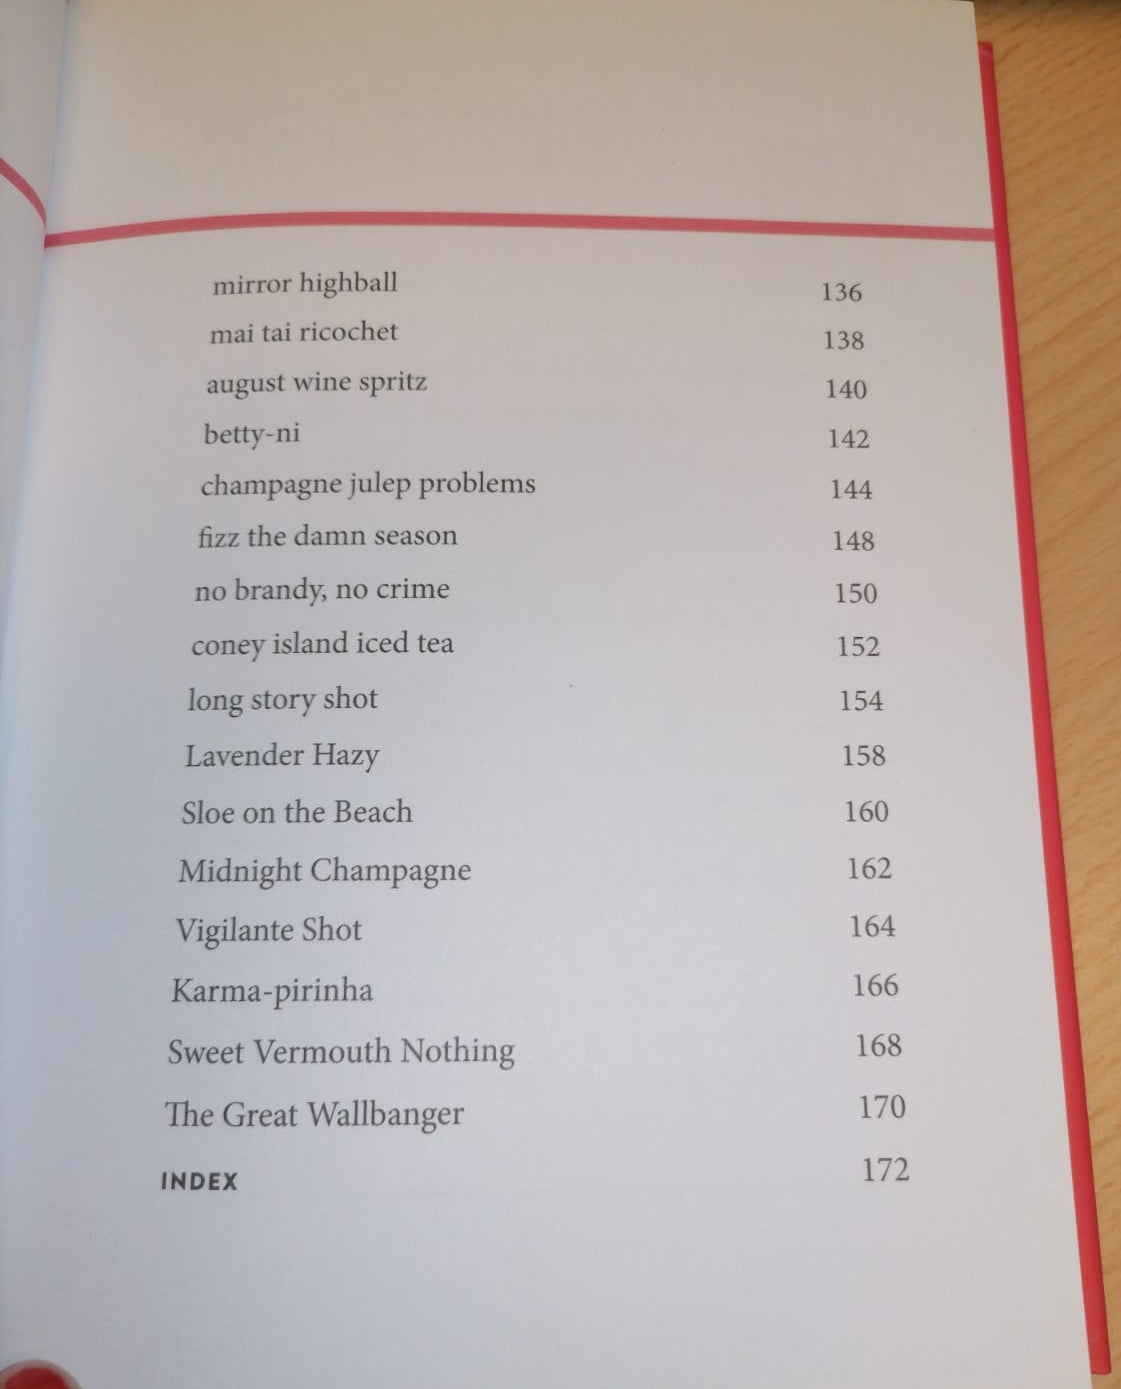 mirror highball 136
mai tai ricochet 138
august wine spritz 140
betty-ni 142
champagne julep problems 144
fizz the damn season 148
no brandy, no crime 150
coney island iced tea 152
long story shot 154
Lavender Hazy 158
Sloe on the Beach 160
Midnight Champagne 162
Vigilante Shot 164
Karma-pirinha 166
Sweet Vermouth Nothing 168
The Great Wallbanger 170
INDEX 172